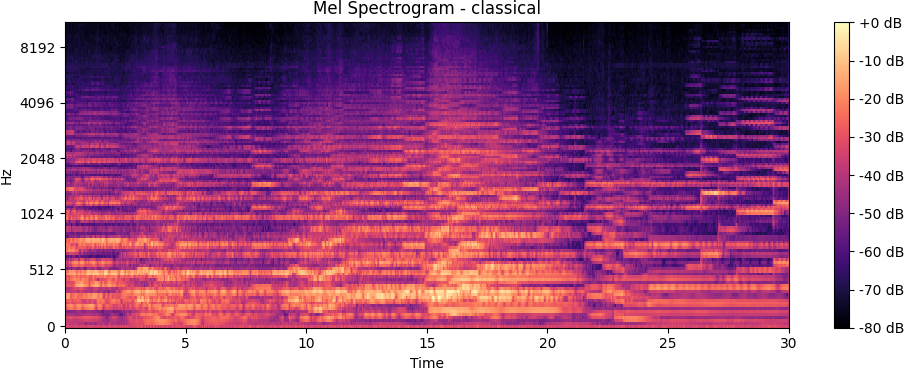 Mel Spectrogram - classical
Hz
8192
4096
2048
1024
512
0
0 5 10 15 20 25 30
Time
+0 dB
-10 dB
-20 dB
-30 dB
-40 dB
-50 dB
-60 dB
-70 dB
-80 dB